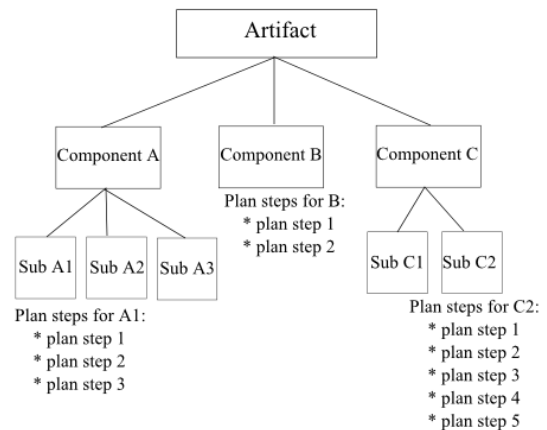 Artifact
Component A
Component B
Component C
Plan steps for B:
* plan step 1
* plan step 2
Sub A1
Sub A2
Sub A3
Sub C1
Sub C2
Plan steps for A1:
* plan step 1
* plan step 2
* plan step 3
Plan steps for C2:
* plan step 1
* plan step 2
* plan step 3
* plan step 4
* plan step 5